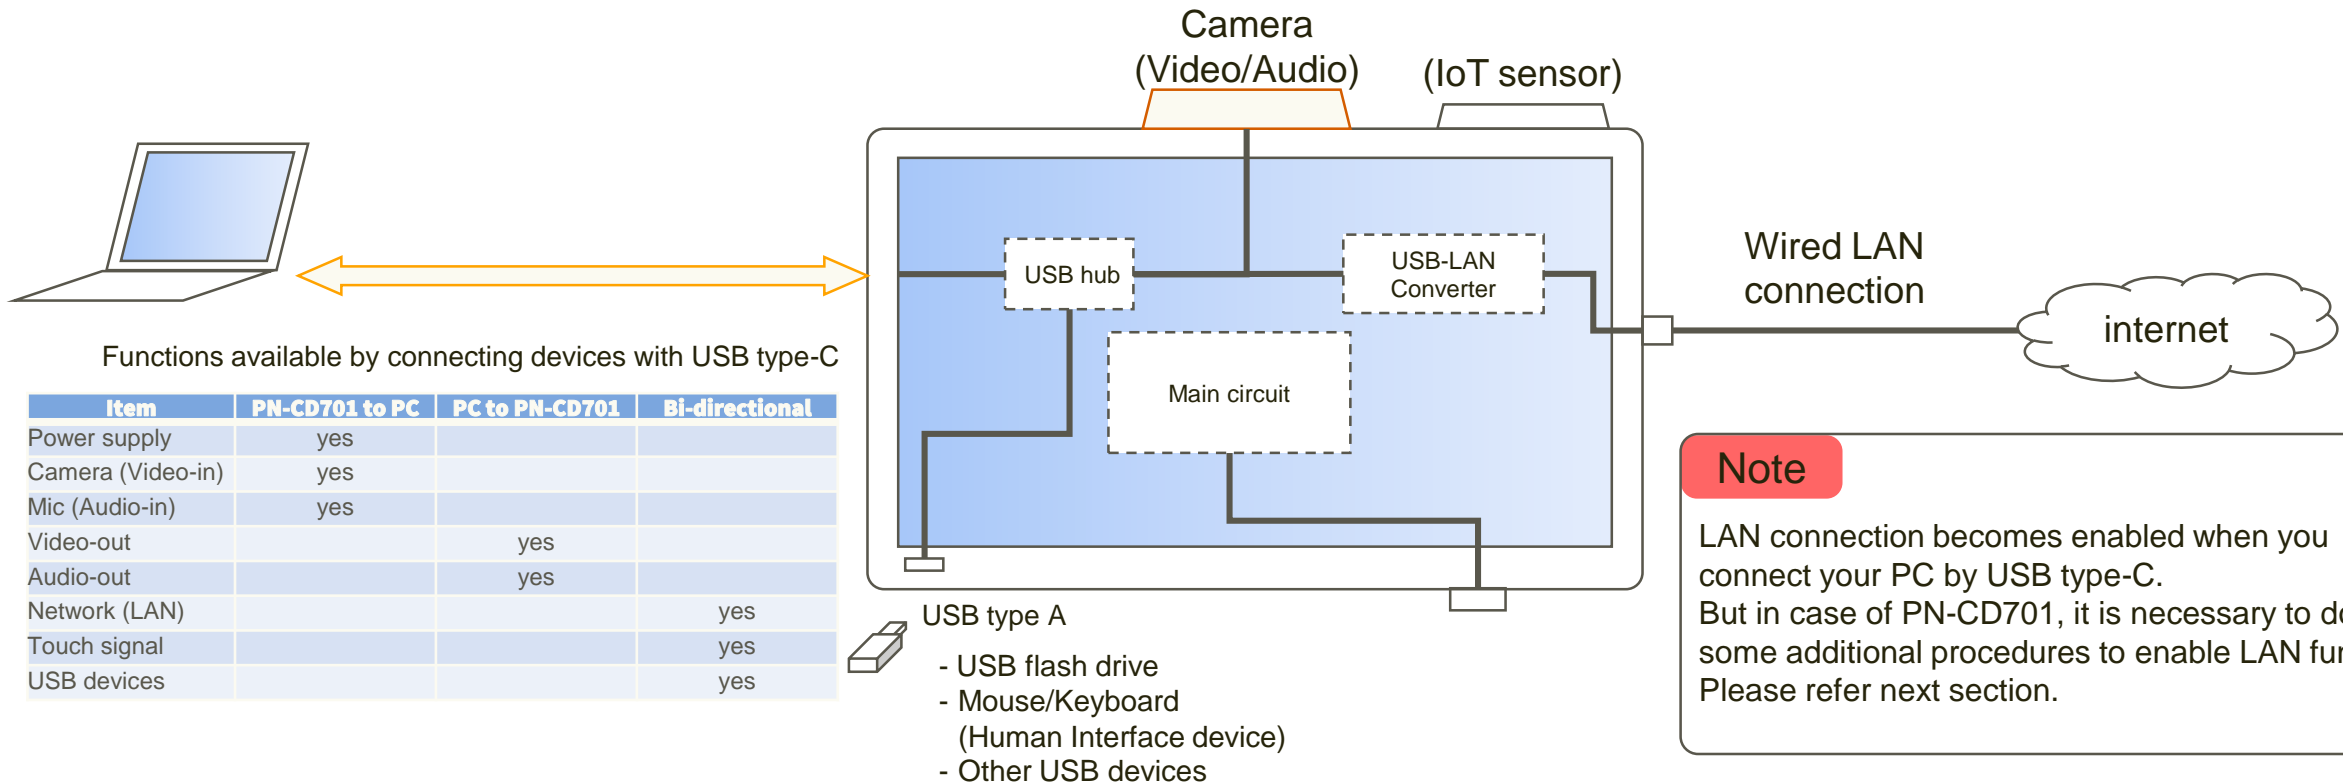 Camera
(Video/Audio)
(IoT sensor)
USB hub
USB-LAN
Converter
Main circuit
Wired LAN
connection
internet
Functions available by connecting devices with USB type-C
Item PN-CD701 to PC PC to PN-CD701 Bi-directional
Power supply yes
Camera (Video-in) yes
Mic (Audio-in) yes
Video-out yes
Audio-out yes
Network (LAN) yes
Touch signal yes
USB devices yes
USB type A
- USB flash drive
- Mouse/Keyboard
(Human Interface device)
- Other USB devices
Note
LAN connection becomes enabled when you
connect your PC by USB type-C.
But in case of PN-CD701, it is necessary to do
some additional procedures to enable LAN
Please refer next section.